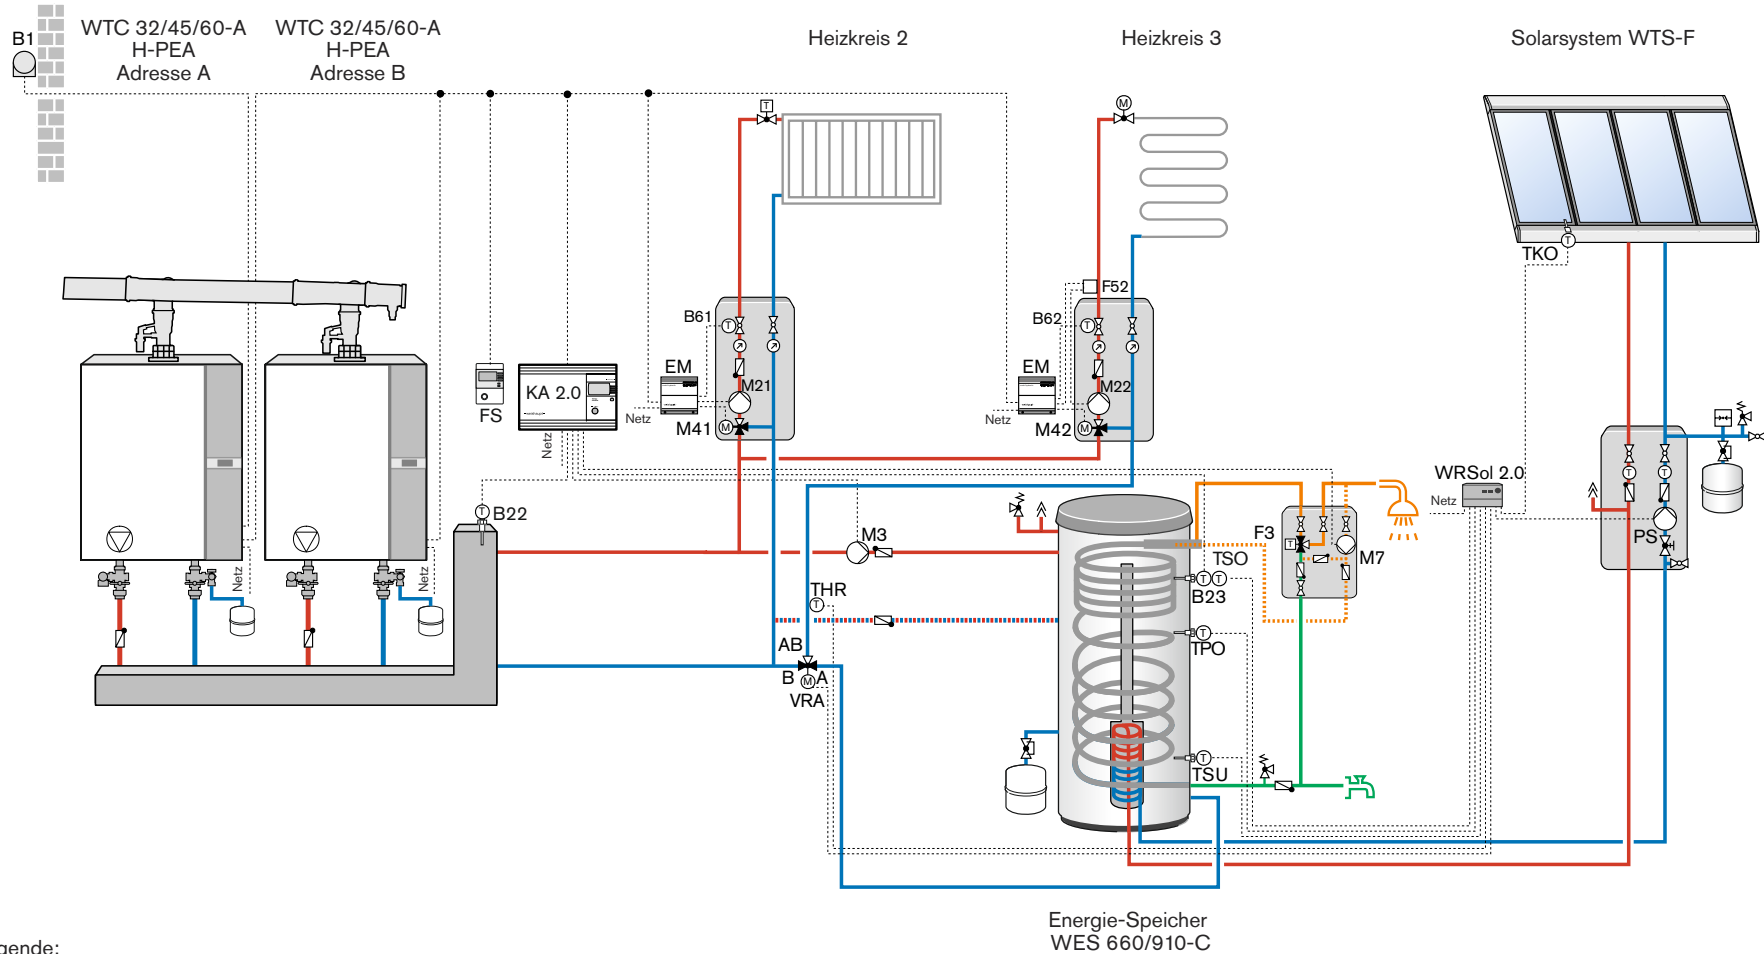 B1
WTC 32/45/60-A
H-PEA
Adresse A
WTC 32/45/60-A
H-PEA
Adresse B
Heizkreis 2
Heizkreis 3
Solarsystem WTS-F
T
M
TKO
T
F52
B61
T
B62
T
EM
M21
EM
M22
FS
KA 2.0
Netz
M41
M
Netz
M42
M
Netz
T
B22
M3
WRSol 2.0
Netz
T
T
PS
F3
T
M7
TSO
T
T
B23
THR
T
T
TPO
AB
B
M
A
VRA
Netz
Netz
T
TSU
Energie-Speicher
WES 660/910-C
gende: